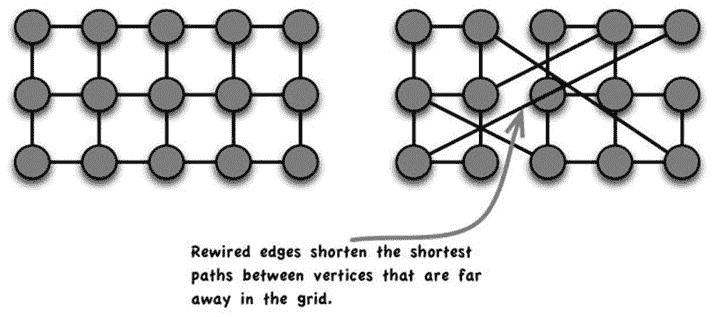 Rewired edges shorten the shortest
paths between vertices that are far
away in the grid.